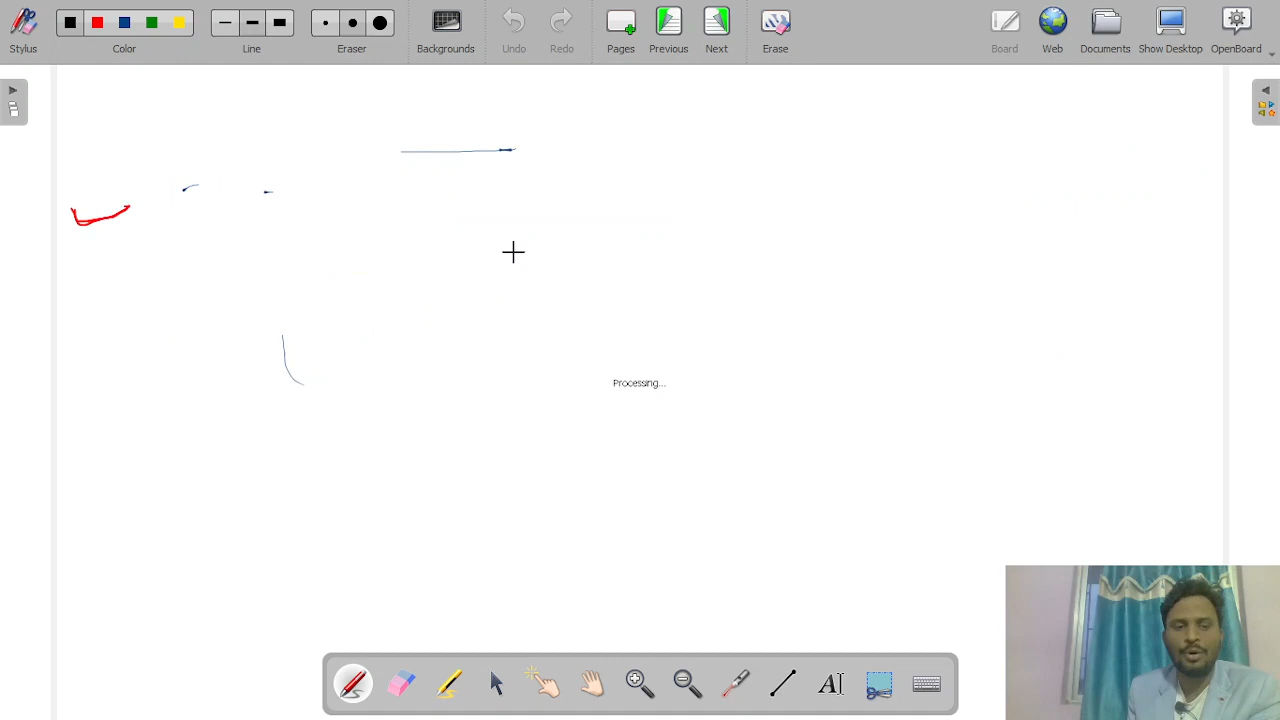 Stylus
Color
Line
Eraser
Backgrounds
Undo
Redo
Pages
Previous
Next
Erase
Board
Web
Documents
Show Desktop
OpenBoard
Processing...